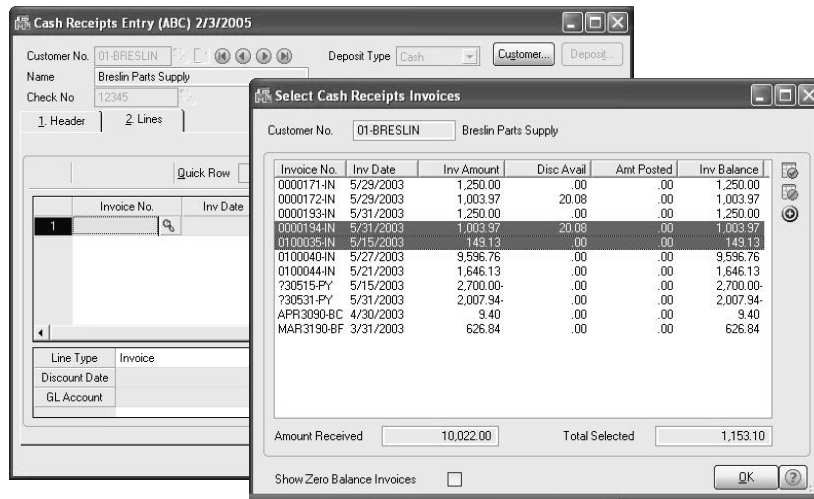 Cash Receipts Entry (ABC) 2/3/2005
Customer No. 01-BRESLIN Deposit Type Cash Customer... Deposit...
Name Breslin Parts Supply
Check No 12345
1. Header 2. Lines
Quick Row
Invoice No. Inv Date
1
Line Type Invoice
Discount Date
GL Account
Select Cash Receipts Invoices
Customer No. 01-BRESLIN Breslin Parts Supply
Invoice No. Inv Date Inv Amount Disc Avail Amt Posted Inv Balance
0000171-IN 5/29/2003 1,250.00 .00 .00 1,250.00
0000172-IN 5/29/2003 1,003.97 20.08 .00 1,003.97
0000193-IN 5/31/2003 1,250.00 .00 .00 1,250.00
0000194-IN 5/31/2003 1,003.97 20.08 .00 1,003.97
0100035-IN 5/15/2003 149.13 .00 .00 149.13
0100040-IN 5/27/2003 9,596.76 .00 .00 9,596.76
0100044-IN 5/21/2003 1,646.13 .00 .00 1,646.13
?30515-PY 5/15/2003 2,700.00- .00 .00 2,700.00-
?30531-PY 5/31/2003 2,007.94- .00 .00 2,007.94-
APR3090-BC 4/30/2003 9.40 .00 .00 9.40
MAR3190-BF 3/31/2003 626.84 .00 .00 626.84
Amount Received 10,022.00 Total Selected 1,153.10
Show Zero Balance Invoices OK ?